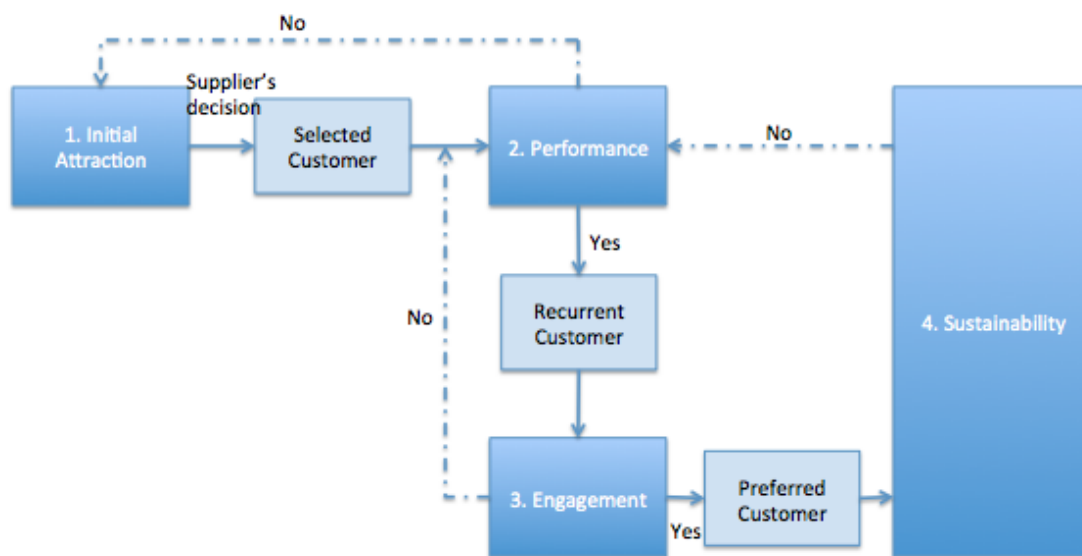 No
Supplier's
decision
1. Initial
Attraction
Selected
Customer
2. Performance
No
Yes
Recurrent
Customer
No
4. Sustainability
3. Engagement
Yes
Preferred
Customer